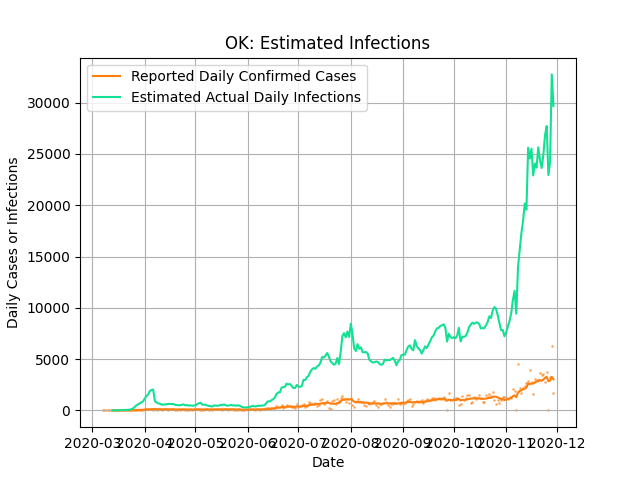 OK: Estimated Infections
Reported Daily Confirmed Cases
Estimated Actual Daily Infections
30000
25000
20000
15000
10000
5000
0
Daily Cases or Infections
2020-03 2020-04 2020-05 2020-06 2020-07 2020-08 2020-09 2020-10 2020-11 2020-12
Date